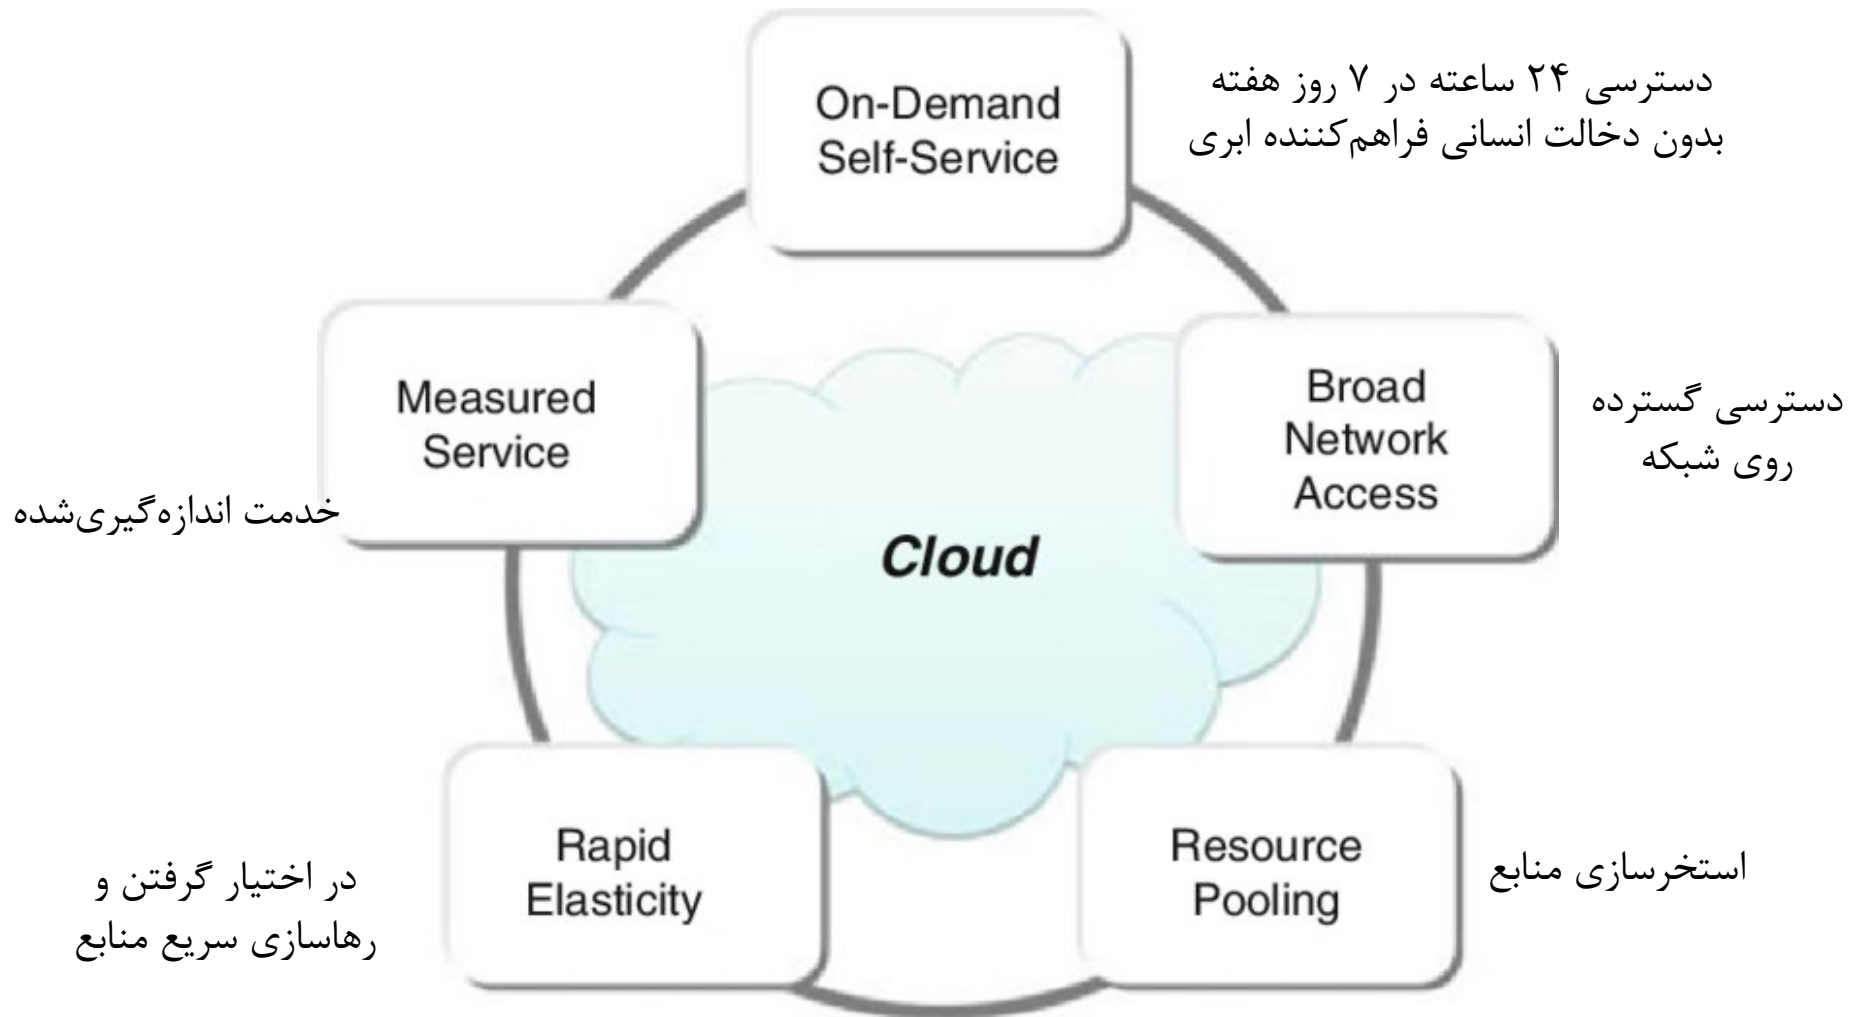 On-Demand
Self-Service
دسترسی ۲۴ ساعته در ۷ روز هفته
بدون دخالت انسانی فراهم‌کننده ابری
Measured
Service
خدمت اندازه‌گیری‌شده
Broad
Network
Access
دسترسی گسترده
روی شبکه
Cloud
Rapid
Elasticity
در اختیار گرفتن و
رهاسازی سریع منابع
Resource
Pooling
استخرسازی منابع